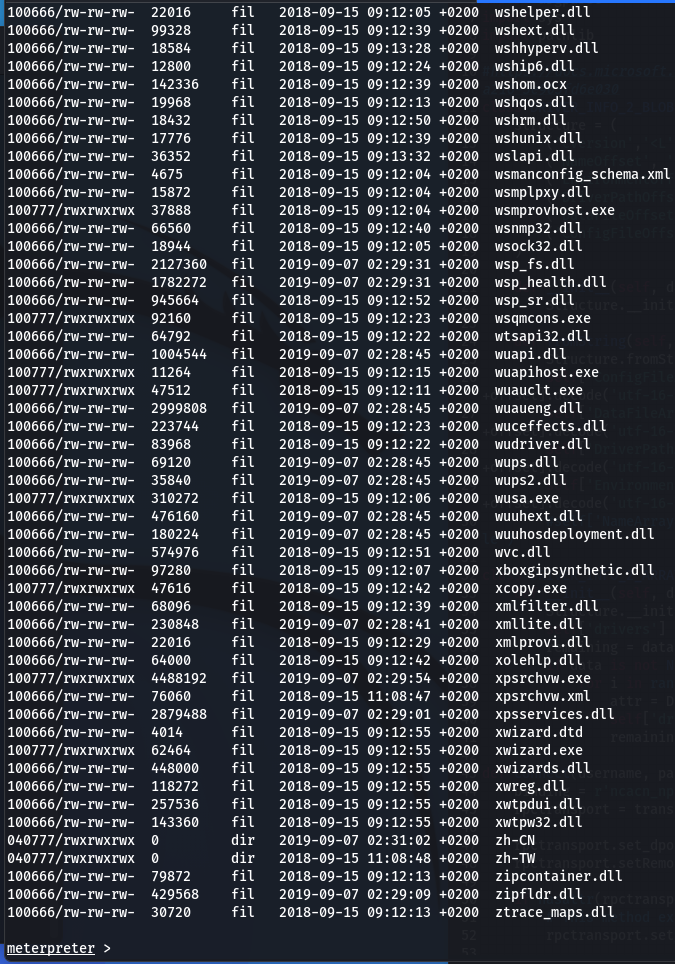 100666/rw-rw-rw-  22016    fil  2018-09-15 09:12:05 +0200  wshelper.dll
100666/rw-rw-rw-  99328    fil  2018-09-15 09:12:39 +0200  wshext.dll
100666/rw-rw-rw-  18584    fil  2018-09-15 09:13:28 +0200  wshhyperv.dll
100666/rw-rw-rw-  12800    fil  2018-09-15 09:12:24 +0200  wship6.dll
100666/rw-rw-rw-  142336   fil  2018-09-15 09:12:39 +0200  wshom.ocx
100666/rw-rw-rw-  19968    fil  2018-09-15 09:12:13 +0200  wshqos.dll
100666/rw-rw-rw-  18432    fil  2018-09-15 09:12:50 +0200  wshrm.dll
100666/rw-rw-rw-  17776    fil  2018-09-15 09:12:39 +0200  wshunix.dll
100666/rw-rw-rw-  36352    fil  2018-09-15 09:13:32 +0200  wslapi.dll
100666/rw-rw-rw-  4675     fil  2018-09-15 09:12:04 +0200  wsmanconfig_schema.xml
100666/rw-rw-rw-  15872    fil  2018-09-15 09:12:04 +0200  wsmplpxy.dll
100777/rwxrwxrwx  37888    fil  2018-09-15 09:12:04 +0200  wsmprovhost.exe
100666/rw-rw-rw-  66560    fil  2018-09-15 09:12:40 +0200  wsnmp32.dll
100666/rw-rw-rw-  18944    fil  2018-09-15 09:12:05 +0200  wsock32.dll
100666/rw-rw-rw-  2127360  fil  2019-09-07 02:29:31 +0200  wsp_fs.dll
100666/rw-rw-rw-  1782272  fil  2019-09-07 02:29:31 +0200  wsp_health.dll
100666/rw-rw-rw-  945664   fil  2018-09-15 09:12:52 +0200  wsp_sr.dll
100777/rwxrwxrwx  92160    fil  2018-09-15 09:12:23 +0200  wsqmcons.exe
100666/rw-rw-rw-  64792    fil  2018-09-15 09:12:22 +0200  wtsapi32.dll
100666/rw-rw-rw-  1004544  fil  2019-09-07 02:28:45 +0200  wuapi.dll
100777/rwxrwxrwx  11264    fil  2018-09-15 09:12:15 +0200  wuapihost.exe
100777/rwxrwxrwx  47512    fil  2018-09-15 09:12:11 +0200  wuauclt.exe
100666/rw-rw-rw-  2999808  fil  2019-09-07 02:28:45 +0200  wuaueng.dll
100666/rw-rw-rw-  223744   fil  2018-09-15 09:12:23 +0200  wuceffects.dll
100666/rw-rw-rw-  83968    fil  2018-09-15 09:12:22 +0200  wudriver.dll
100666/rw-rw-rw-  69120    fil  2019-09-07 02:28:45 +0200  wups.dll
100666/rw-rw-rw-  35840    fil  2019-09-07 02:28:45 +0200  wups2.dll
100777/rwxrwxrwx  310272   fil  2018-09-15 09:12:06 +0200  wusa.exe
100666/rw-rw-rw-  476160   fil  2019-09-07 02:28:45 +0200  wuuhext.dll
100666/rw-rw-rw-  180224   fil  2019-09-07 02:28:45 +0200  wuuhosdeployment.dll
100666/rw-rw-rw-  574976   fil  2018-09-15 09:12:51 +0200  wvc.dll
100666/rw-rw-rw-  97280    fil  2018-09-15 09:12:07 +0200  xboxgipsynthetic.dll
100777/rwxrwxrwx  47616    fil  2018-09-15 09:12:42 +0200  xcopy.exe
100666/rw-rw-rw-  68096    fil  2018-09-15 09:12:39 +0200  xmlfilter.dll
100666/rw-rw-rw-  230848   fil  2019-09-07 02:28:41 +0200  xmllite.dll
100666/rw-rw-rw-  22016    fil  2018-09-15 09:12:29 +0200  xmlprovi.dll
100666/rw-rw-rw-  64000    fil  2018-09-15 09:12:42 +0200  xolehlp.dll
100777/rwxrwxrwx  4488192  fil  2019-09-07 02:29:54 +0200  xpsrchvw.exe
100666/rw-rw-rw-  76060    fil  2018-09-15 11:08:47 +0200  xpsrchvw.xml
100666/rw-rw-rw-  2879488  fil  2019-09-07 02:29:01 +0200  xpsservices.dll
100666/rw-rw-rw-  4014     fil  2018-09-15 09:12:55 +0200  xwizard.dtd
100777/rwxrwxrwx  62464    fil  2018-09-15 09:12:55 +0200  xwizard.exe
100666/rw-rw-rw-  448000   fil  2018-09-15 09:12:55 +0200  xwizards.dll
100666/rw-rw-rw-  118272   fil  2018-09-15 09:12:55 +0200  xwreg.dll
100666/rw-rw-rw-  257536   fil  2018-09-15 09:12:55 +0200  xwtpdui.dll
100666/rw-rw-rw-  143360   fil  2018-09-15 09:12:55 +0200  xwtpw32.dll
040777/rwxrwxrwx  0        dir  2019-09-07 02:31:02 +0200  zh-CN
040777/rwxrwxrwx  0        dir  2018-09-15 11:08:48 +0200  zh-TW
100666/rw-rw-rw-  79872    fil  2018-09-15 09:12:13 +0200  zipcontainer.dll
100666/rw-rw-rw-  429568   fil  2019-09-07 02:29:09 +0200  zipfldr.dll
100666/rw-rw-rw-  30720    fil  2018-09-15 09:12:13 +0200  ztrace_maps.dll
meterpreter >